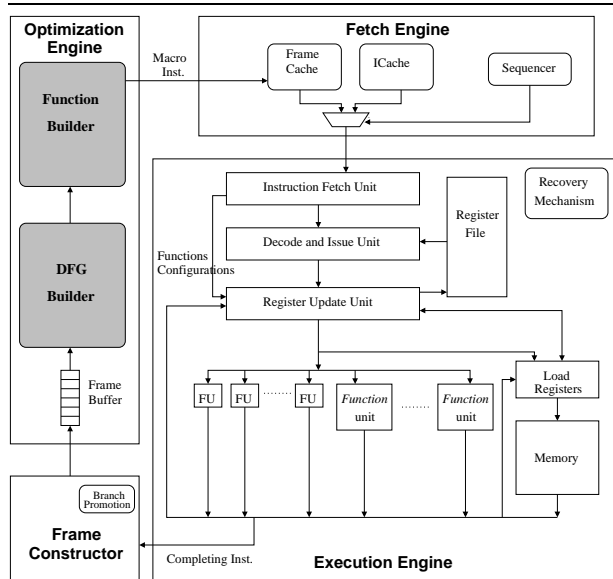 Optimization
Engine
Function
Builder
DFG
Builder
Frame
Buffer
Macro
Inst.
Fetch Engine
Frame
Cache
ICache
Sequencer
Instruction Fetch Unit
Decode and Issue Unit
Register Update Unit
Functions
Configurations
Register
File
Recovery
Mechanism
FU
FU
........
FU
Function
unit
........
Function
unit
Load
Registers
Memory
Branch
Promotion
Frame
Constructor
Completing Inst.
Execution Engine